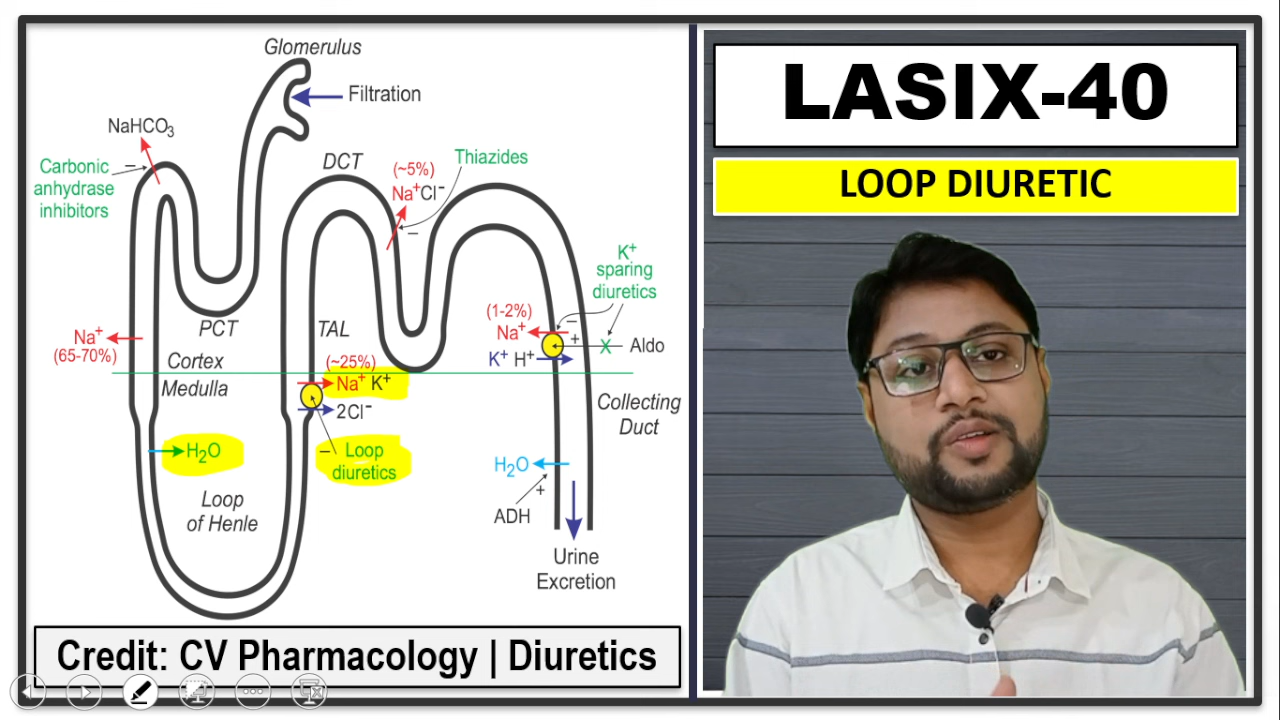 Glomerulus
Filtration
NaHCO₃
Carbonic
anhydrase
inhibitors
–
DCT
Thiazides
(~5%)
Na⁺Cl⁻
–
K⁺
sparing
diuretics
PCT
TAL
(1-2%)
Na⁺
–
+
X
Aldo
K⁺ H⁺
Na⁺
(65-70%)
Cortex
Medulla
(~25%)
Na⁺ K⁺
2Cl⁻
Collecting
Duct
H₂O
–
Loop
diuretics
H₂O
+
ADH
Loop
of Henle
Urine
Excretion
Credit: CV Pharmacology | Diuretics
LASIX-40
LOOP DIURETIC